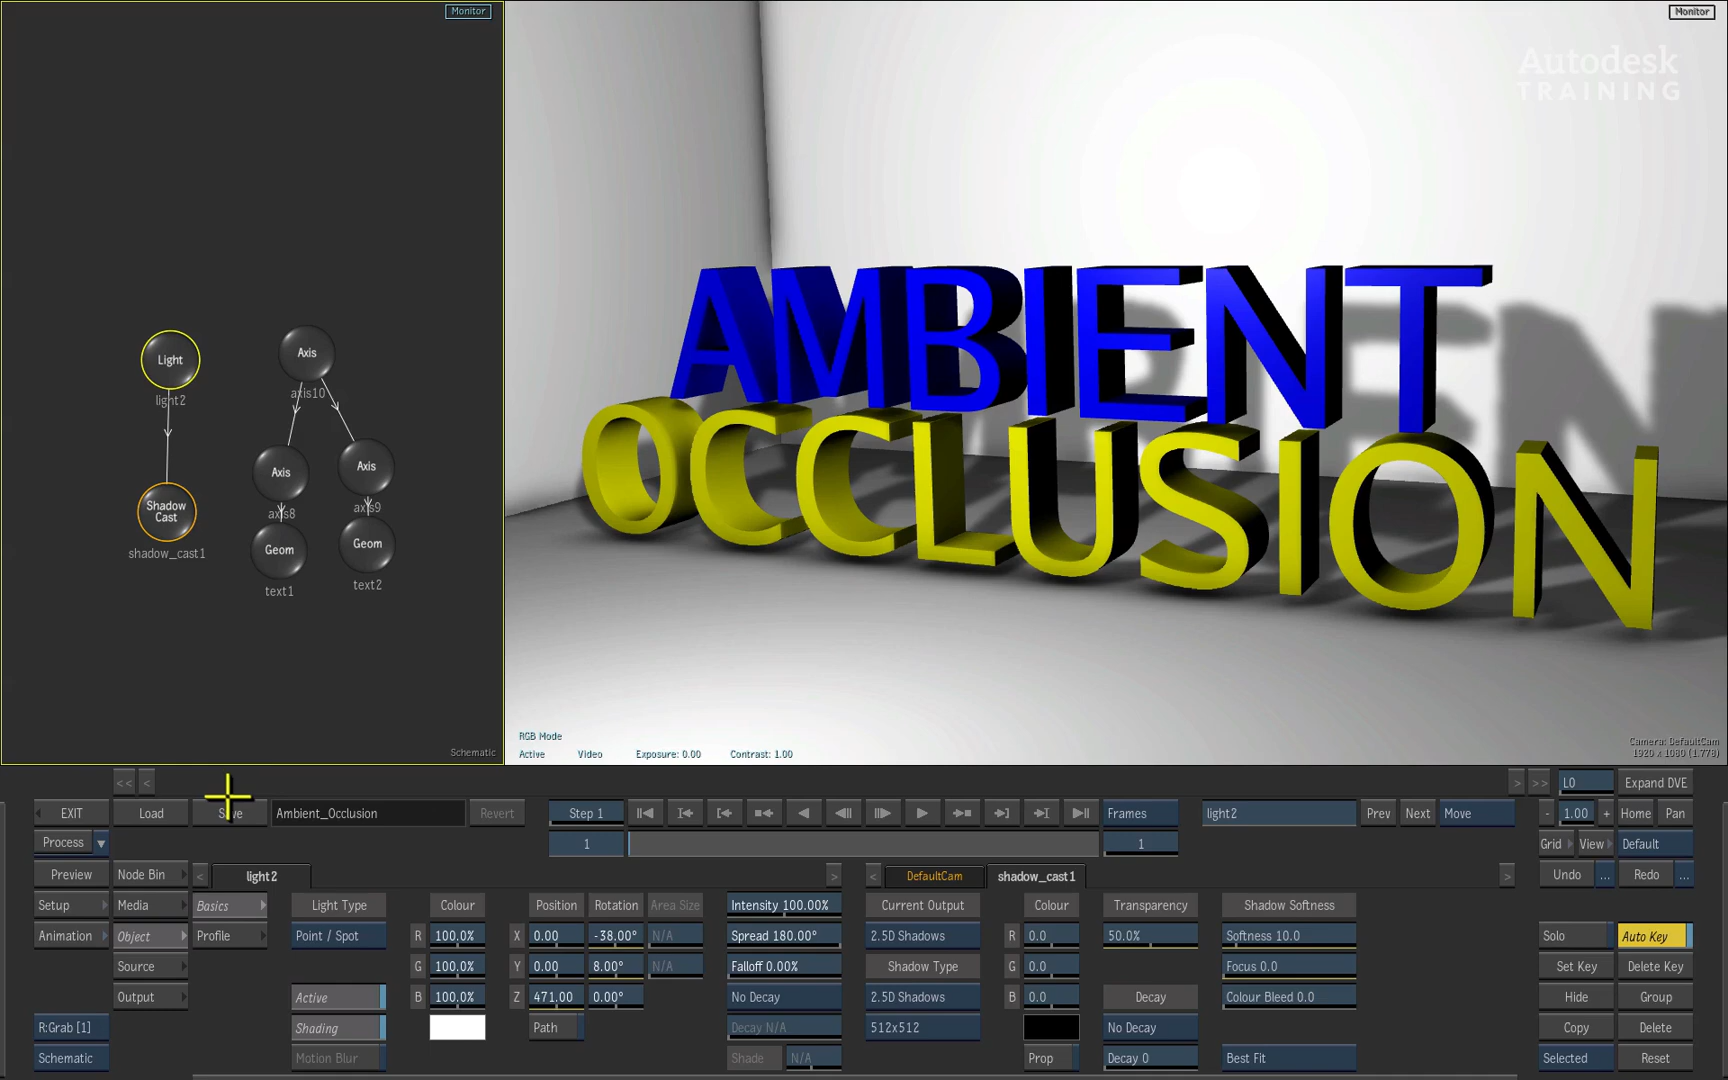 Monitor
Monitor
Autodesk
TRAINING
AMBIENT
OCCLUSION
Light
light2
Axis
axis10
Axis
axis8
Axis
axis9
Shadow
Cast
shadow_cast1
Geom
text1
Geom
text2
Schematic
RGB Mode
Active Video Exposure: 0.00 Contrast: 1.00
Camera: DefaultCam
1920 x 1080 (1.778)
<< < > >> L0 Expand DVE
EXIT Load Save Ambient_Occlusion Revert Step 1 Frames light2 Prev Next Move - 1.00 + Home Pan
Process 1 1 Grid View Default
Preview Node Bin < light2 > < DefaultCam shadow_cast1 > Undo ... Redo ...
Setup Media Basics Light Type Colour Position Rotation Area Size Intensity 100.00% Current Output Colour Transparency Shadow Softness
Animation Object Profile Point / Spot R 100.0% X 0.00 -38.00° N/A Spread 180.00° 2.5D Shadows R 0.0 50.0% Softness 10.0 Solo Auto Key
Source G 100.0% Y 0.00 8.00° N/A Falloff 0.00% Shadow Type G 0.0 Focus 0.0 Set Key Delete Key
Output Active B 100.0% Z 471.00 0.00° No Decay 2.5D Shadows B 0.0 Decay Colour Bleed 0.0 Hide Group
R:Grab [1] Shading Path Decay N/A 512x512 No Decay Copy Delete
Schematic Motion Blur Shade N/A Prop Decay 0 Best Fit Selected Reset